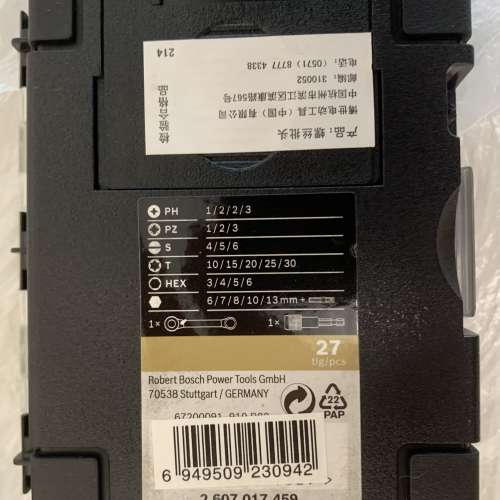 产品：螺丝批头
博世电动工具（中国）有限公司
中国杭州市滨江区滨康路567号
邮编：310052
电话：（0571）8777 4338
检验合格品
214
PH 1/2/2/3
PZ 1/2/3
S 4/5/6
T 10/15/20/25/30
HEX 3/4/5/6
6/7/8/10/13mm +
1x 1x
27
tlg/pcs
Robert Bosch Power Tools GmbH
70538 Stuttgart / GERMANY
22
PAP
6 949509 230942
2 607 017 459